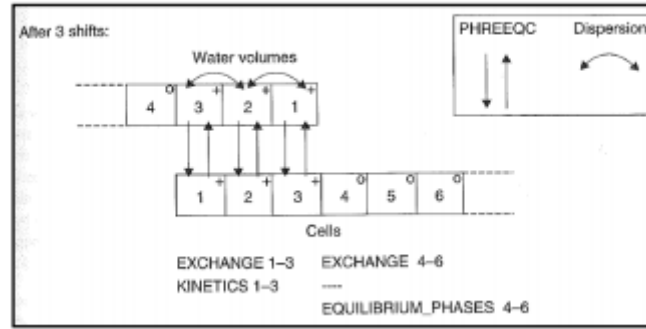 After 3 shifts:
PHREEQC Dispersion
Water volumes
4 o 3 + 2 + 1 +
1 + 2 + 3 + 4 o 5 o 6 o
Cells
EXCHANGE 1–3 EXCHANGE 4–6
KINETICS 1–3 ----
EQUILIBRIUM_PHASES 4–6